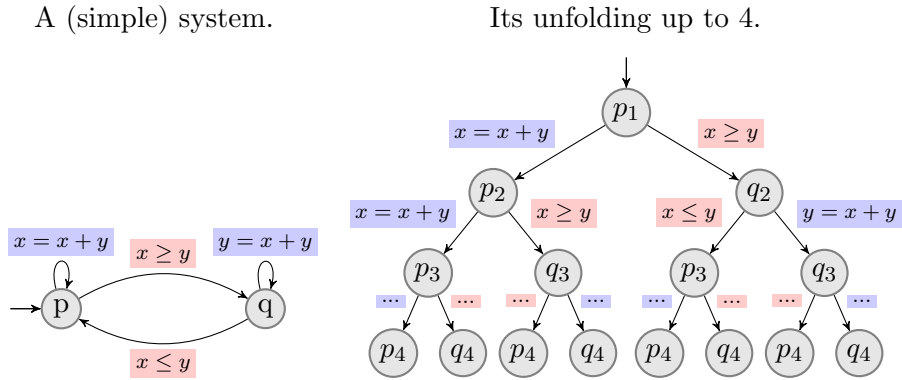 A (simple) system.
Its unfolding up to 4.
p₁
x = x + y
x ≥ y
p₂
q₂
x = x + y
x ≥ y
x ≤ y
y = x + y
p₃
q₃
p₃
q₃
... ... ... ... ... ... ... ...
p₄ q₄ p₄ q₄ p₄ q₄ p₄ q₄
x = x + y
x ≥ y
y = x + y
p
q
x ≤ y